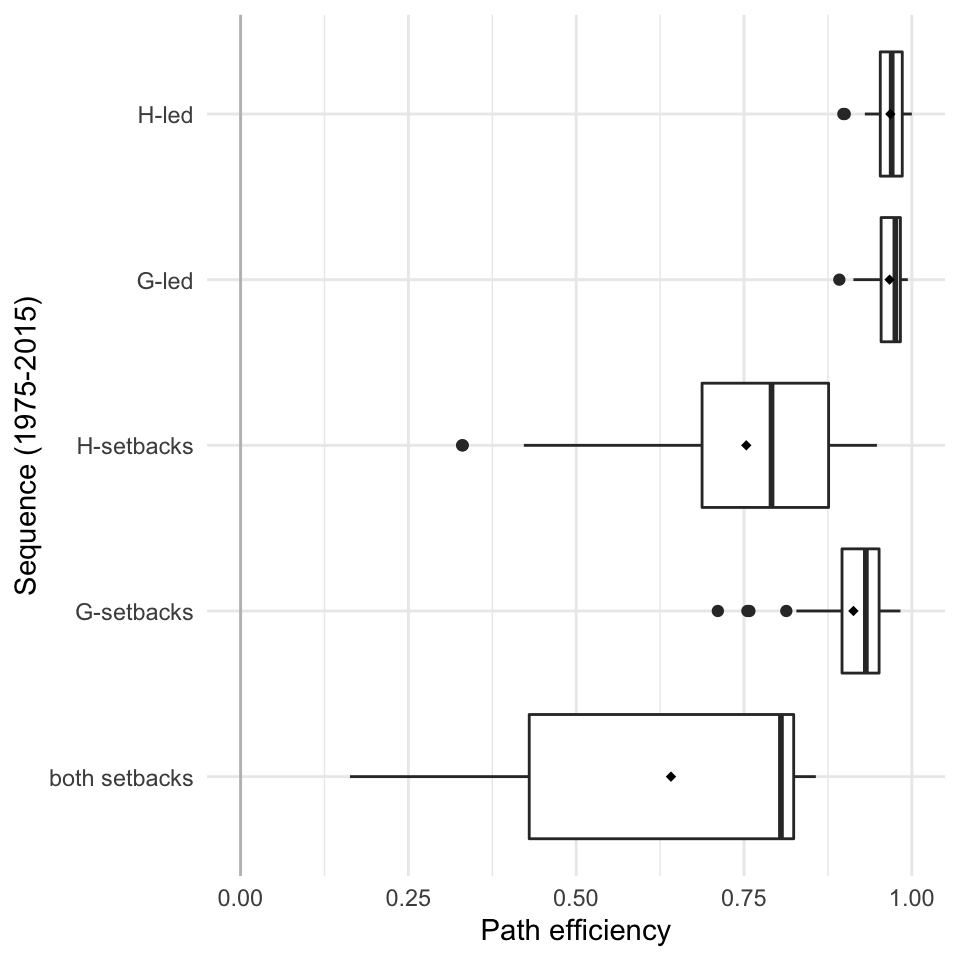 Sequence (1975-2015)
H-led
G-led
H-setbacks
G-setbacks
both setbacks
0.00 0.25 0.50 0.75 1.00
Path efficiency